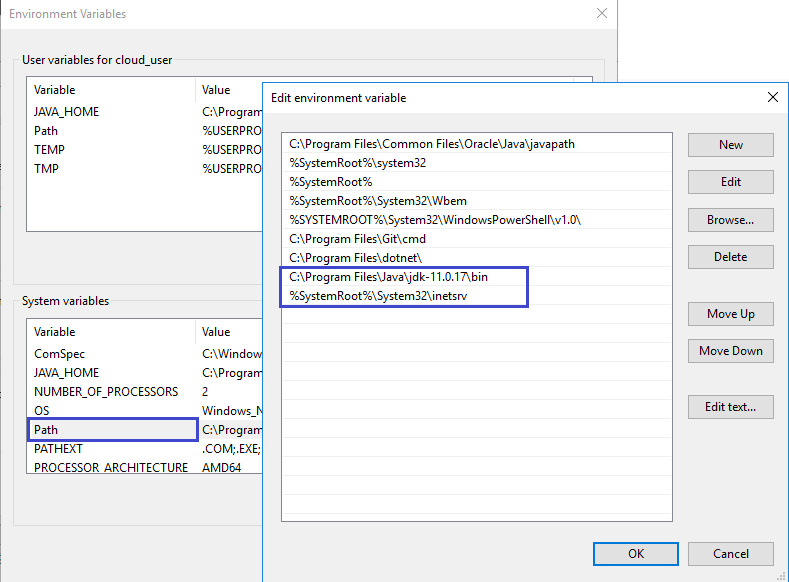 Environment Variables
User variables for cloud_user
Variable Value
JAVA_HOME C:\Program
Path %USERPRO
TEMP %USERPRO
TMP %USERPRO
System variables
Variable Value
ComSpec C:\Window
JAVA_HOME C:\Program
NUMBER_OF_PROCESSORS 2
OS Windows_N
Path C:\Program
PATHEXT .COM;.EXE;
PROCESSOR ARCHITECTURE AMD64
Edit environment variable
C:\Program Files\Common Files\Oracle\Java\javapath
%SystemRoot%\system32
%SystemRoot%
%SystemRoot%\System32\Wbem
%SYSTEMROOT%\System32\WindowsPowerShell\v1.0\
C:\Program Files\Git\cmd
C:\Program Files\dotnet\
C:\Program Files\Java\jdk-11.0.17\bin
%SystemRoot%\System32\inetsrv
New
Edit
Browse...
Delete
Move Up
Move Down
Edit text...
OK
Cancel